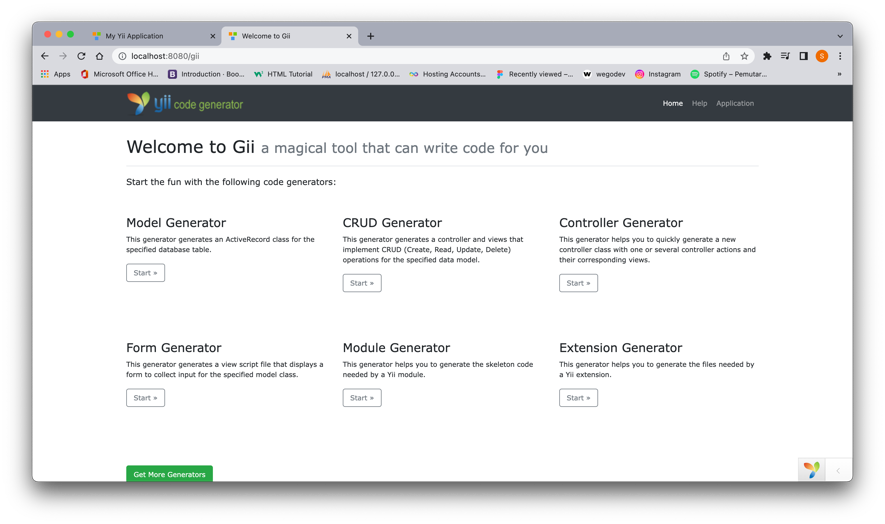 My Yii Application
Welcome to Gii
localhost:8080/gii
S
Apps
Microsoft Office H...
Introduction · Boo...
HTML Tutorial
localhost / 127.0.0...
Hosting Accounts...
Recently viewed –...
wegodev
Instagram
Spotify – Pemutar...
»
yii code generator
Home Help Application
Welcome to Gii a magical tool that can write code for you
Start the fun with the following code generators:
Model Generator
This generator generates an ActiveRecord class for the
specified database table.
Start »
CRUD Generator
This generator generates a controller and views that
implement CRUD (Create, Read, Update, Delete)
operations for the specified data model.
Start »
Controller Generator
This generator helps you to quickly generate a new
controller class with one or several controller actions and
their corresponding views.
Start »
Form Generator
This generator generates a view script file that displays a
form to collect input for the specified model class.
Start »
Module Generator
This generator helps you to generate the skeleton code
needed by a Yii module.
Start »
Extension Generator
This generator helps you to generate the files needed by
a Yii extension.
Start »
Get More Generators